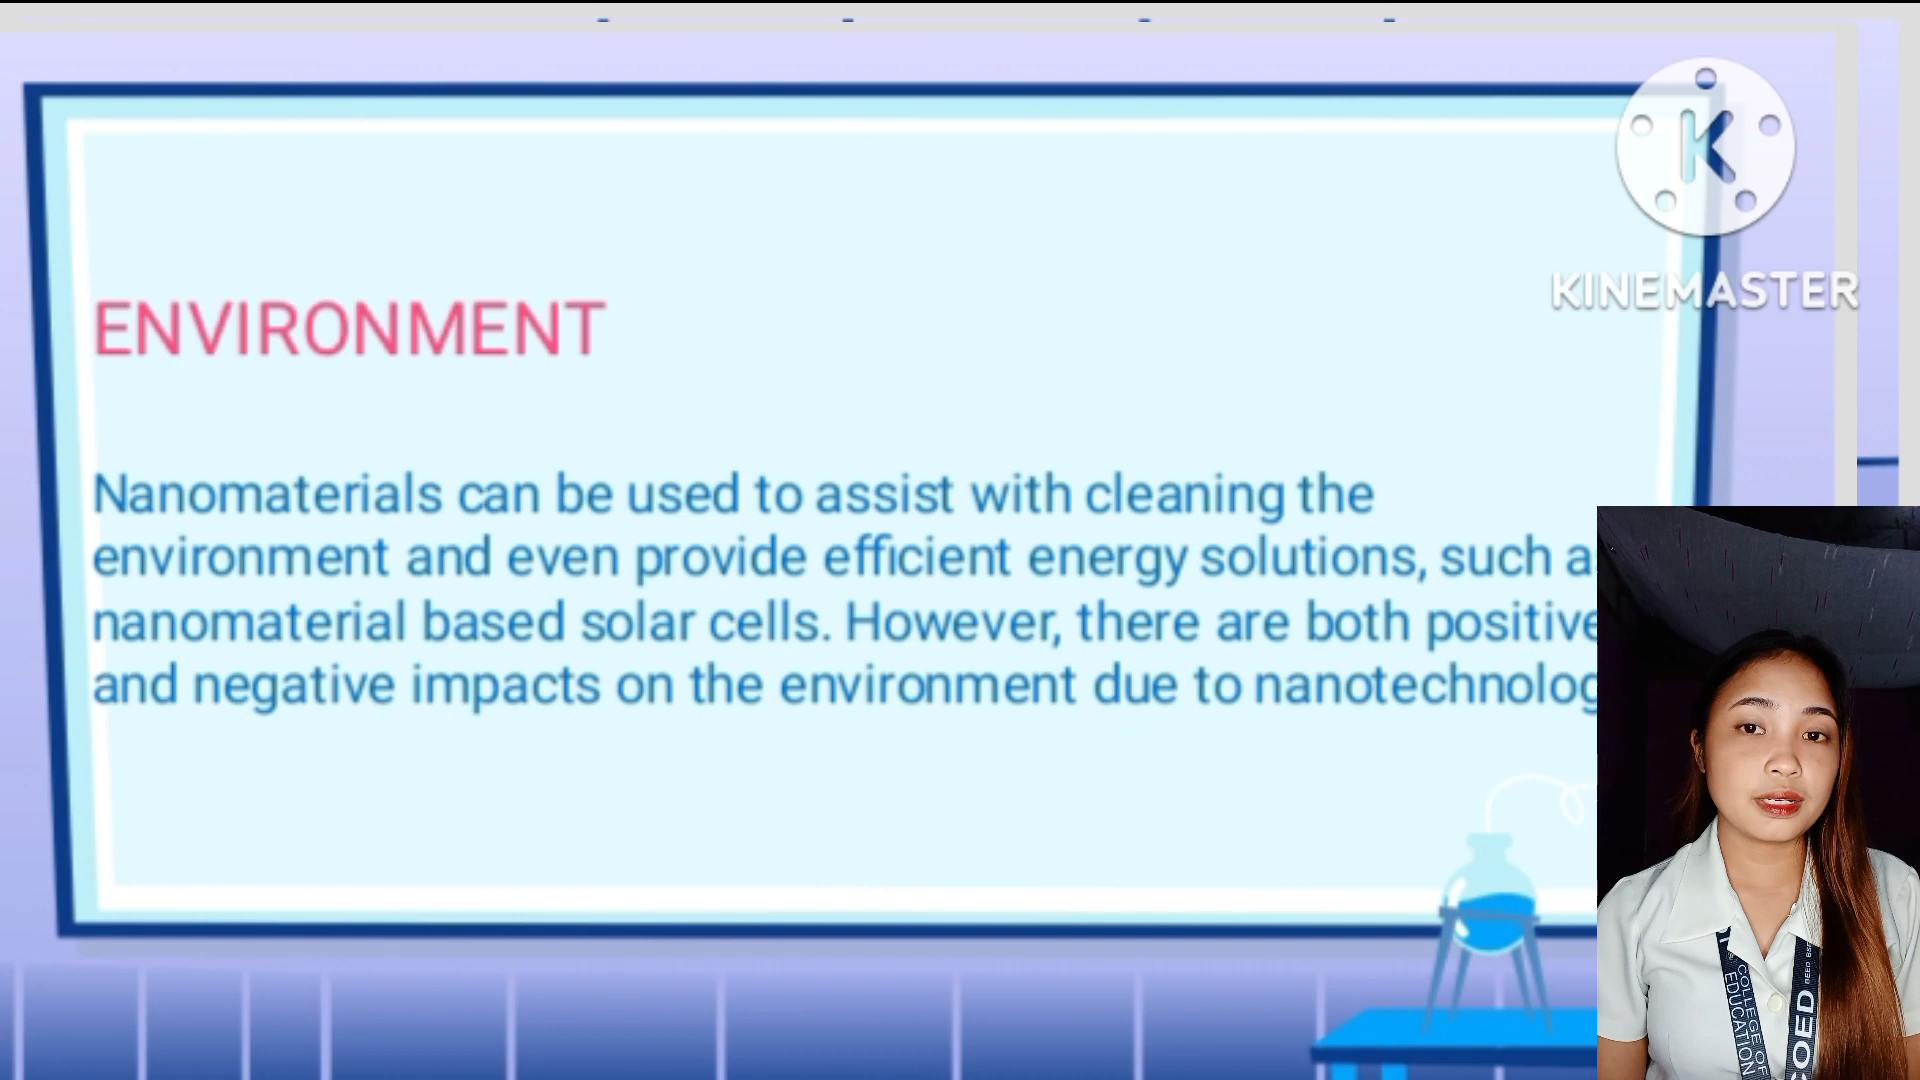 K
KINEMASTER
ENVIRONMENT
Nanomaterials can be used to assist with cleaning the
environment and even provide efficient energy solutions, such
nanomaterial based solar cells. However, there are both positive
and negative impacts on the environment due to nanotechnolog
COLLEGE OF
EDUCATION
COED
BEED